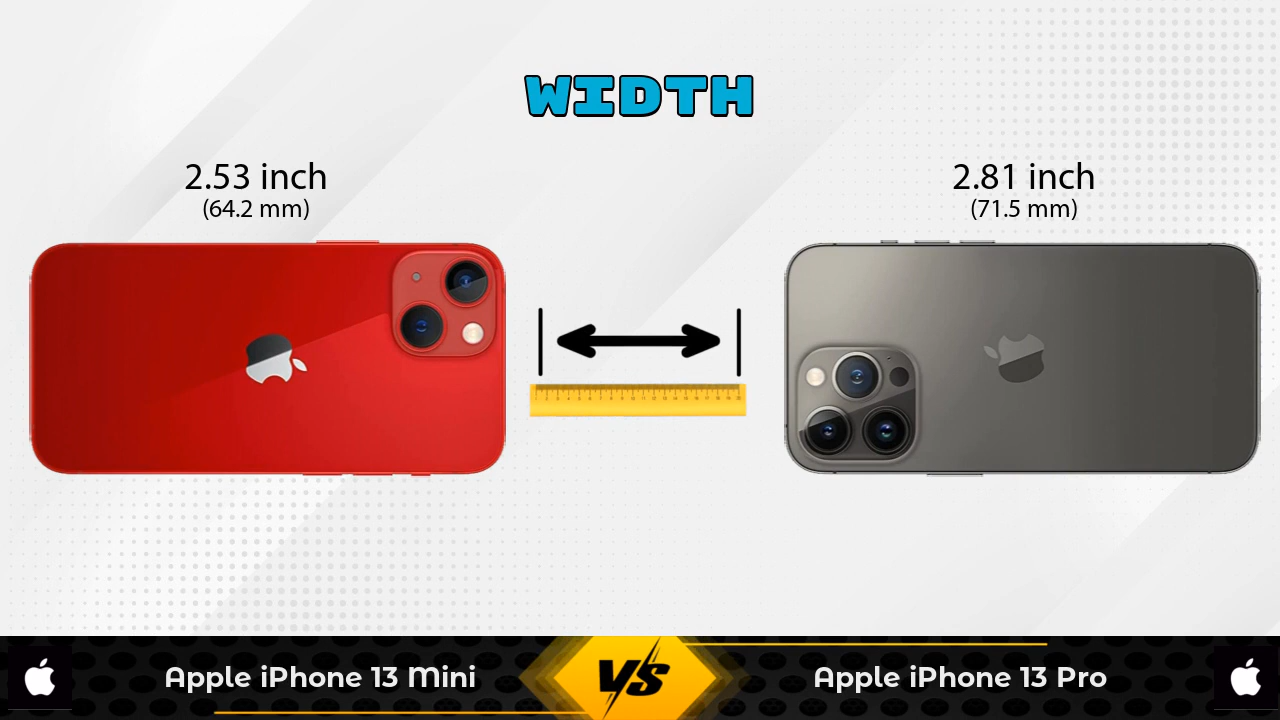 WIDTH
2.53 inch
(64.2 mm)
2.81 inch
(71.5 mm)
Apple iPhone 13 Mini
VS
Apple iPhone 13 Pro